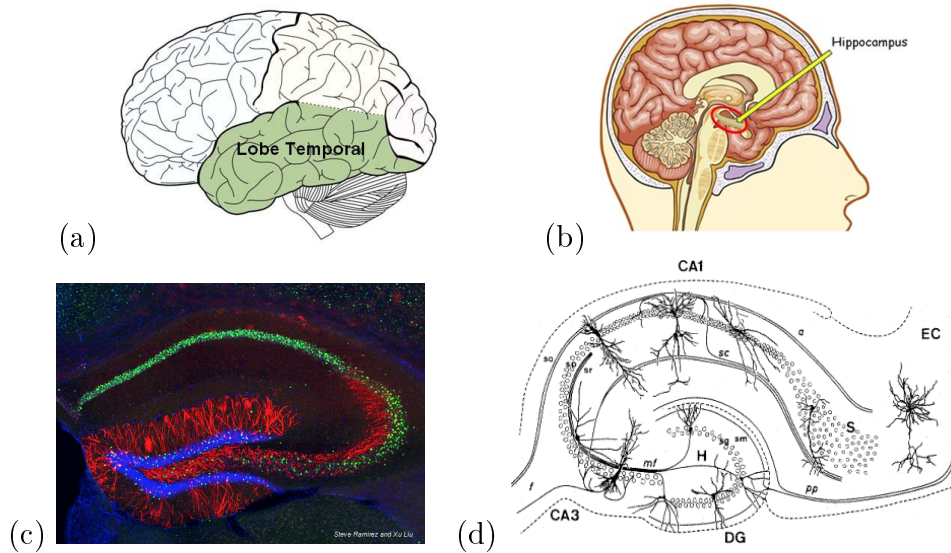 Lobe Temporal
(a)
Hippocampus
(b)
Steve Ramirez and Xu Liu
(c)
CA1
EC
a
so
sp
sr
sc
S
sg
sm
H
mf
pp
f
CA3
DG
(d)